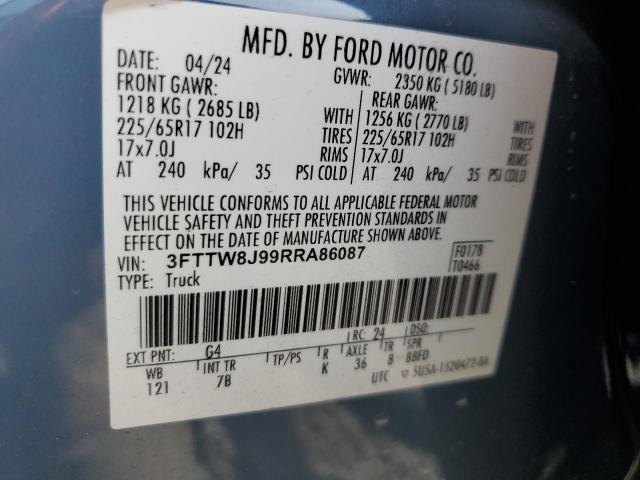 MFD. BY FORD MOTOR CO.
DATE: 04/24 GVWR: 2350 KG ( 5180 LB)
FRONT GAWR: REAR GAWR:
1218 KG ( 2685 LB) WITH 1256 KG ( 2770 LB) WITH
225/65R17 102H TIRES 225/65R17 102H TIRES
17x7.0J RIMS 17x7.0J RIMS
AT 240 kPa/ 35 PSI COLD AT 240 kPa/ 35 PSI COLD
THIS VEHICLE CONFORMS TO ALL APPLICABLE FEDERAL MOTOR
VEHICLE SAFETY AND THEFT PREVENTION STANDARDS IN
EFFECT ON THE DATE OF MANUFACTURE SHOWN ABOVE.
VIN: 3FTTW8J99RRA86087 F0178
TYPE: Truck T0466
EXT PNT: G4 RC: 24 DSO:
WB INT TR TP/PS R AXLE TR SPR
121 7B K 36 8 BBFD
UTC 5U5A-1520472-BA